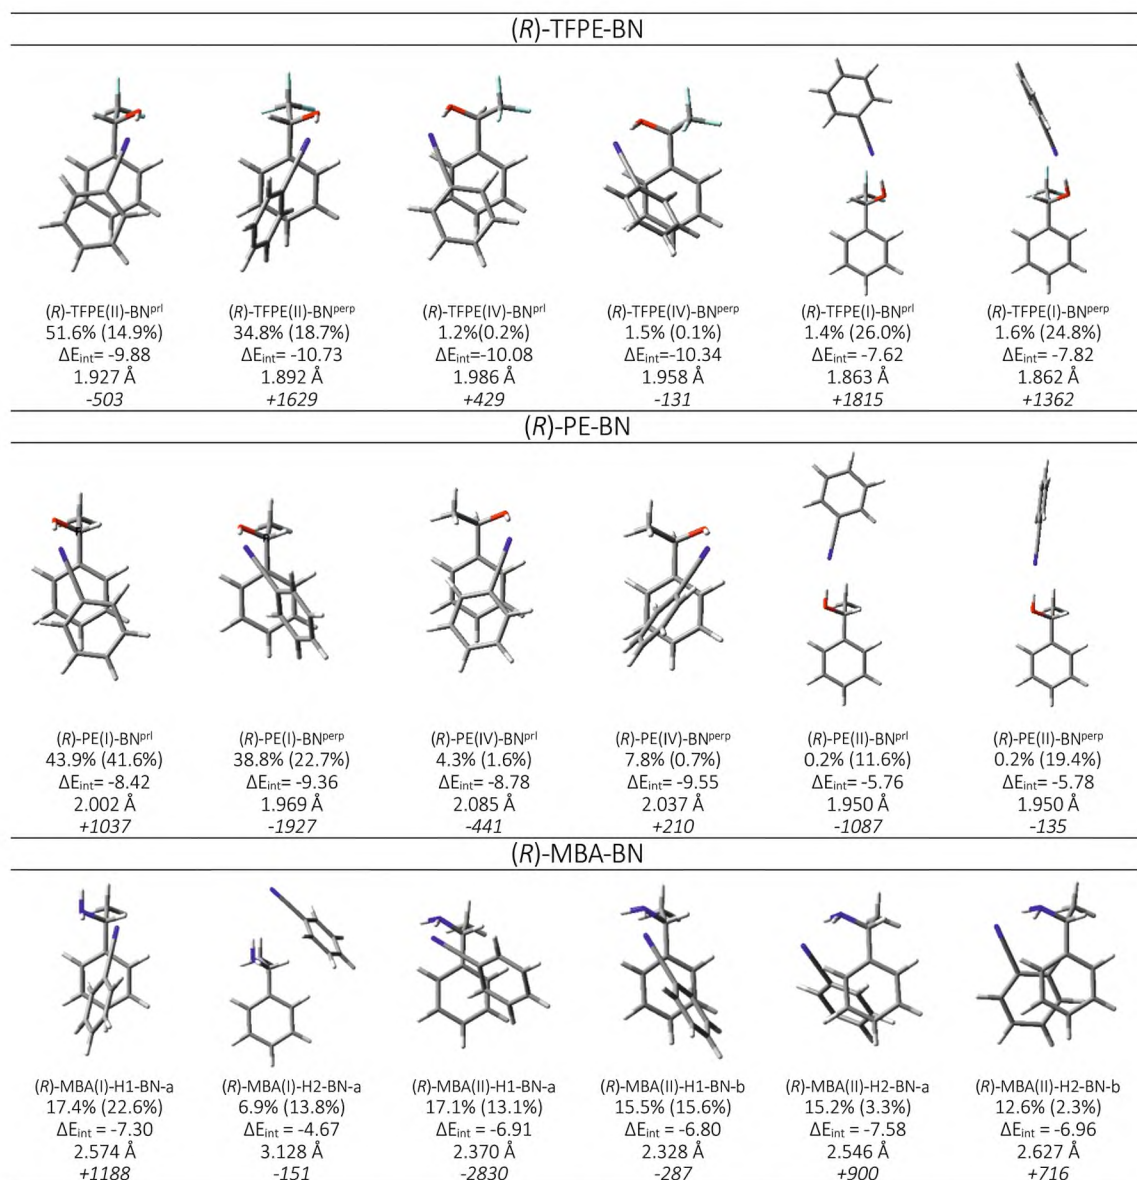 (R)-TFPE-BN
(R)-TFPE(II)-BNprl (R)-TFPE(II)-BNperp (R)-TFPE(IV)-BNprl (R)-TFPE(IV)-BNperp (R)-TFPE(I)-BNprl (R)-TFPE(I)-BNperp
51.6% (14.9%) 34.8% (18.7%) 1.2%(0.2%) 1.5% (0.1%) 1.4% (26.0%) 1.6% (24.8%)
ΔEint= -9.88 ΔEint= -10.73 ΔEint=-10.08 ΔEint= -10.34 ΔEint= -7.62 ΔEint= -7.82
1.927 Å 1.892 Å 1.986 Å 1.958 Å 1.863 Å 1.862 Å
-503 +1629 +429 -131 +1815 +1362
(R)-PE-BN
(R)-PE(I)-BNprl (R)-PE(I)-BNperp (R)-PE(IV)-BNprl (R)-PE(IV)-BNperp (R)-PE(II)-BNprl (R)-PE(II)-BNperp
43.9% (41.6%) 38.8% (22.7%) 4.3% (1.6%) 7.8% (0.7%) 0.2% (11.6%) 0.2% (19.4%)
ΔEint= -8.42 ΔEint= -9.36 ΔEint= -8.78 ΔEint= -9.55 ΔEint= -5.76 ΔEint= -5.78
2.002 Å 1.969 Å 2.085 Å 2.037 Å 1.950 Å 1.950 Å
+1037 -1927 -441 +210 -1087 -135
(R)-MBA-BN
(R)-MBA(I)-H1-BN-a (R)-MBA(I)-H2-BN-a (R)-MBA(II)-H1-BN-a (R)-MBA(II)-H1-BN-b (R)-MBA(II)-H2-BN-a (R)-MBA(II)-H2-BN-b
17.4% (22.6%) 6.9% (13.8%) 17.1% (13.1%) 15.5% (15.6%) 15.2% (3.3%) 12.6% (2.3%)
ΔEint = -7.30 ΔEint = -4.67 ΔEint = -6.91 ΔEint = -6.80 ΔEint = -7.58 ΔEint = -6.96
2.574 Å 3.128 Å 2.370 Å 2.328 Å 2.546 Å 2.627 Å
+1188 -151 -2830 -287 +900 +716